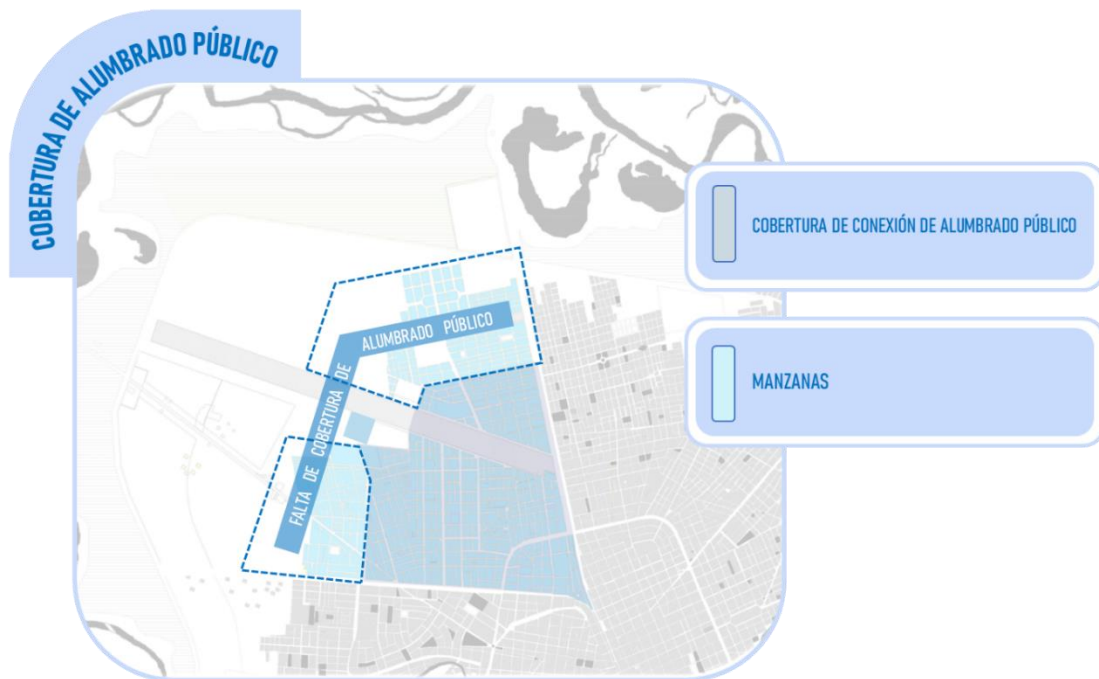 COBERTURA DE ALUMBRADO PÚBLICO
COBERTURA DE CONEXIÓN DE ALUMBRADO PÚBLICO
MANZANAS
FALTA DE COBERTURA DE ALUMBRADO PÚBLICO